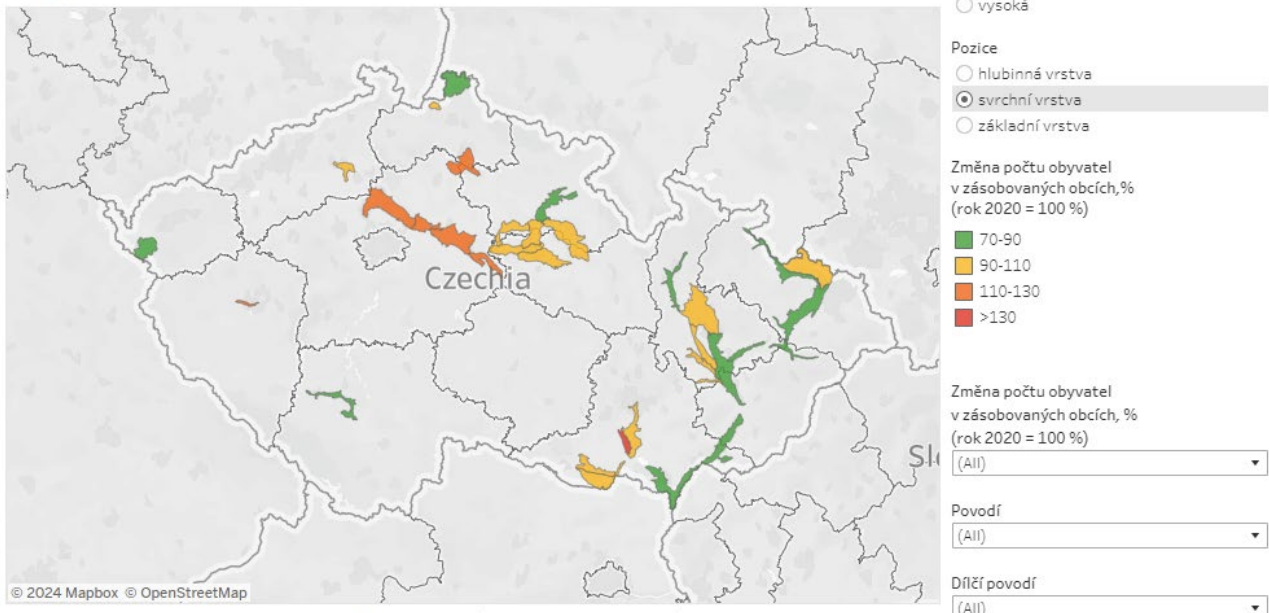 vysoká
Pozice
hlubinná vrstva
svrchní vrstva
základní vrstva
Změna počtu obyvatel
v zásobovaných obcích,%
(rok 2020 = 100 %)
70-90
90-110
110-130
>130
Změna počtu obyvatel
v zásobovaných obcích, %
(rok 2020 = 100 %)
(All)
Povodí
(All)
Dílčí povodí
(All)
Czechia
Slo
© 2024 Mapbox © OpenStreetMap